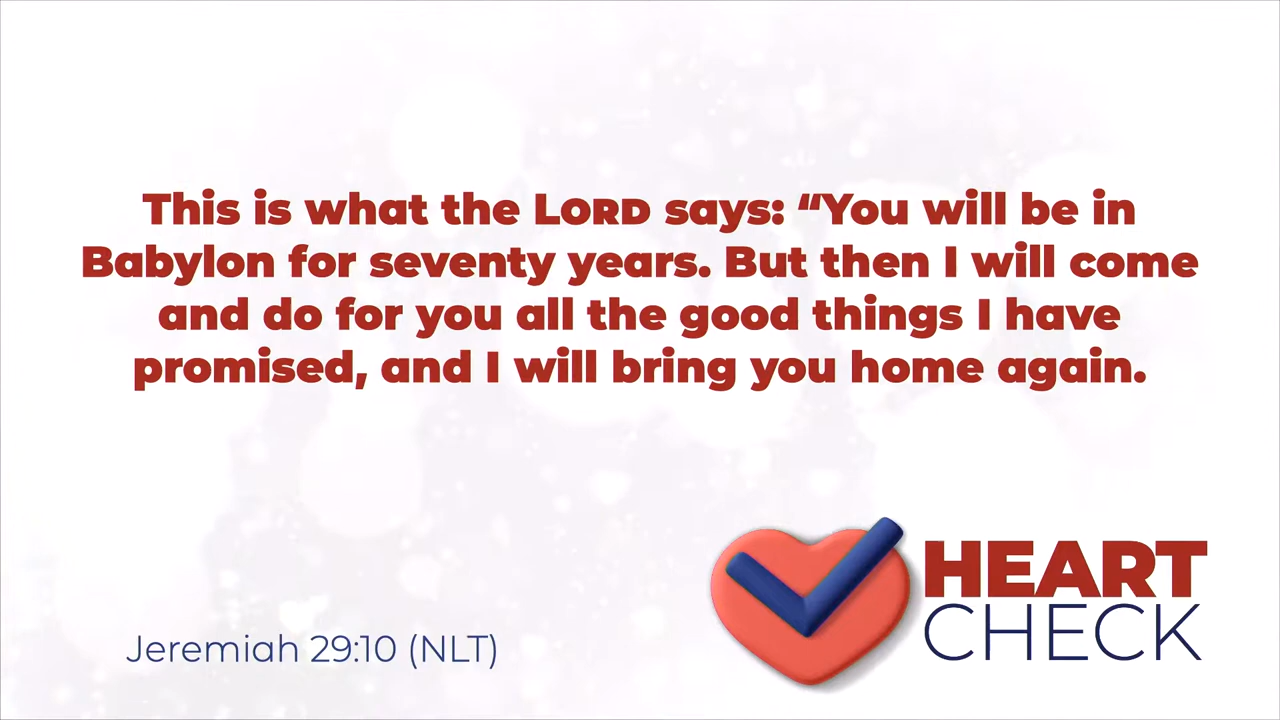 This is what the LORD says: “You will be in
Babylon for seventy years. But then I will come
and do for you all the good things I have
promised, and I will bring you home again.
Jeremiah 29:10 (NLT)
HEART
CHECK